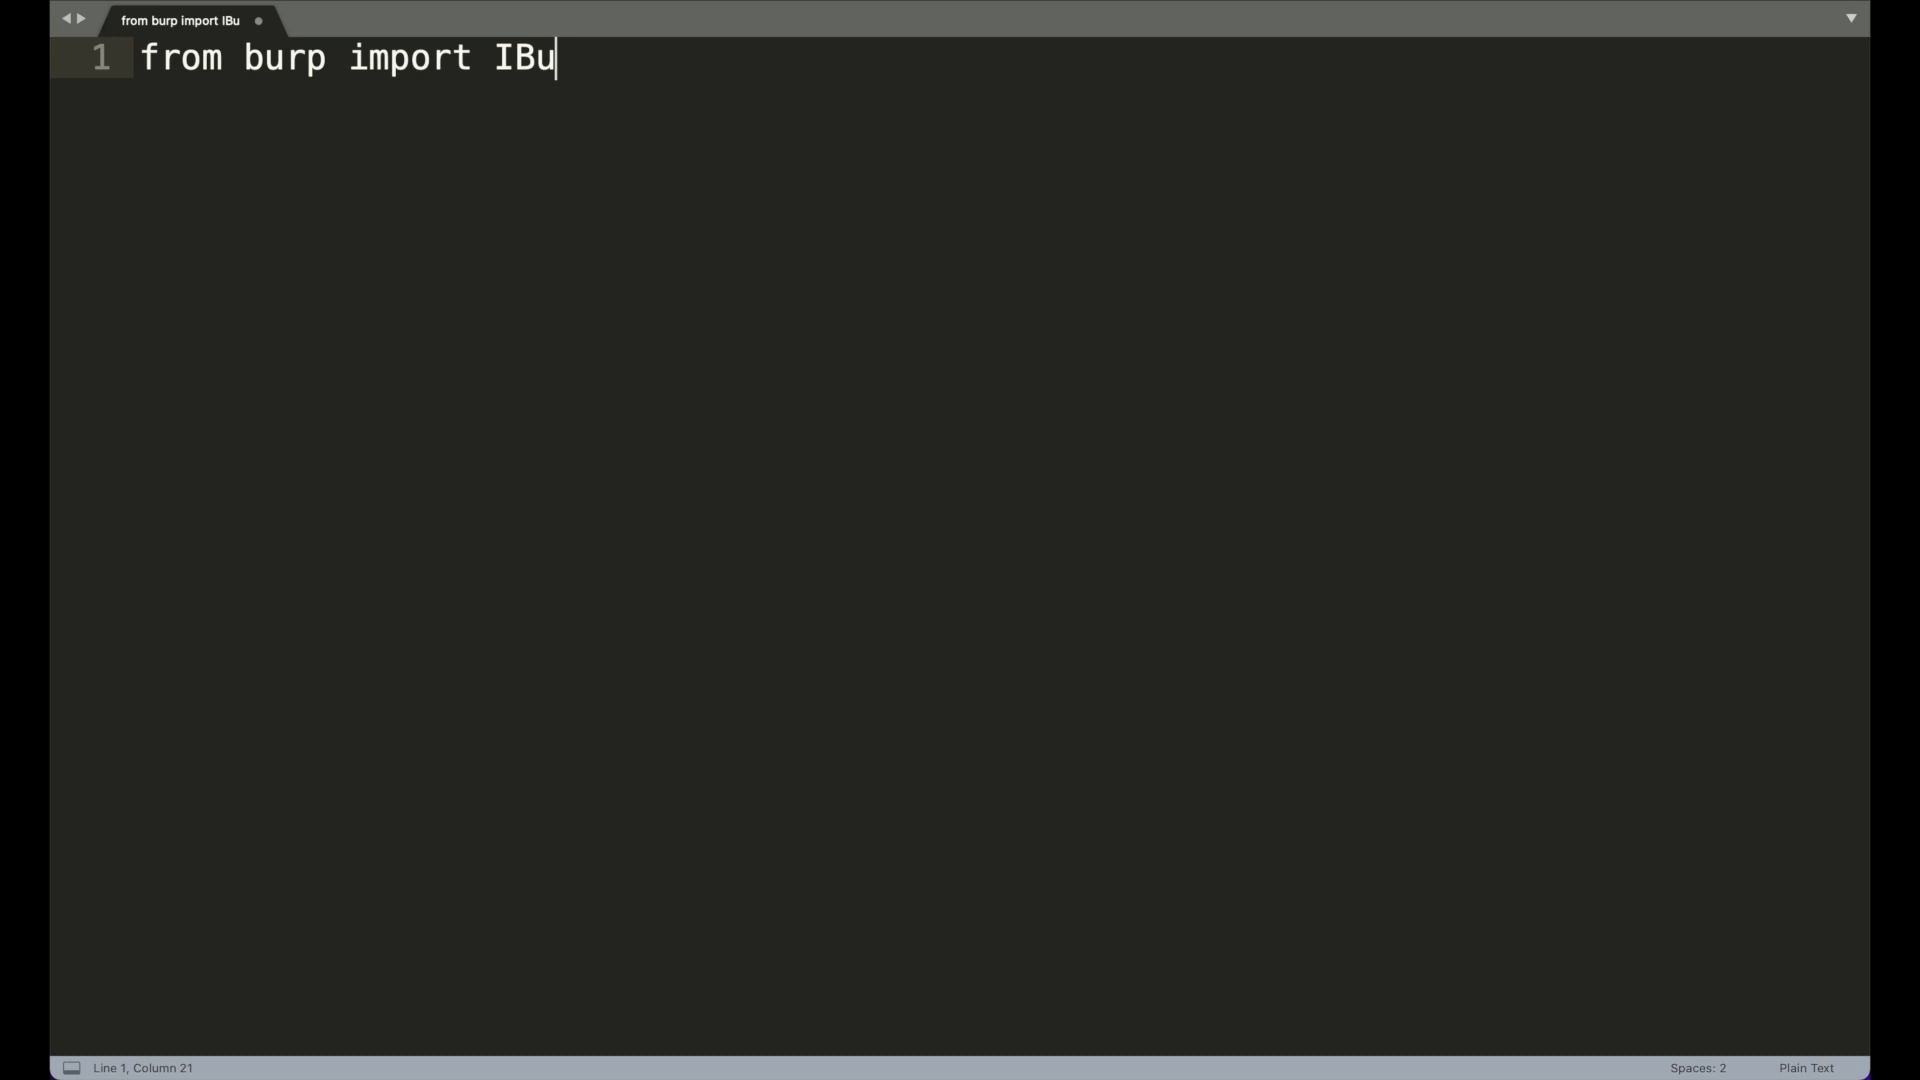 from burp import IBu
1 from burp import IBu
Line 1, Column 21
Spaces: 2
Plain Text